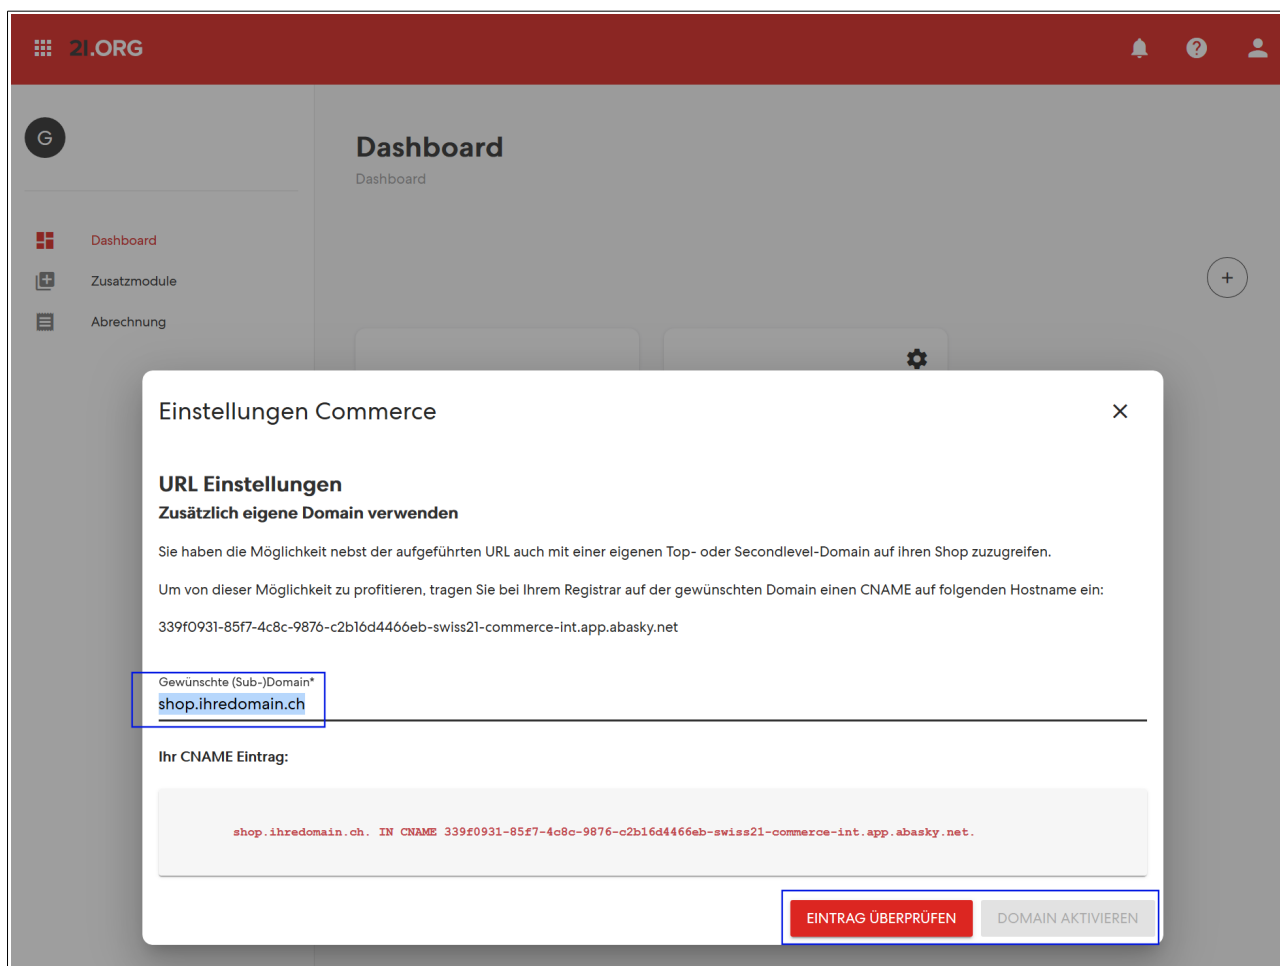 21.ORG
G
Dashboard
Dashboard
Dashboard
Zusatzmodule
Abrechnung
Einstellungen Commerce
URL Einstellungen
Zusätzlich eigene Domain verwenden
Sie haben die Möglichkeit nebst der aufgeführten URL auch mit einer eigenen Top- oder Secondlevel-Domain auf ihren Shop zuzugreifen.
Um von dieser Möglichkeit zu profitieren, tragen Sie bei Ihrem Registrar auf der gewünschten Domain einen CNAME auf folgenden Hostname ein:
339f0931-85f7-4c8c-9876-c2b16d4466eb-swiss21-commerce-int.app.abasky.net
Gewünschte (Sub-)Domain*
shop.ihredomain.ch
Ihr CNAME Eintrag:
shop.ihredomain.ch. IN CNAME 339f0931-85f7-4c8c-9876-c2b16d4466eb-swiss21-commerce-int.app.abasky.net.
EINTRAG ÜBERPRÜFEN
DOMAIN AKTIVIEREN